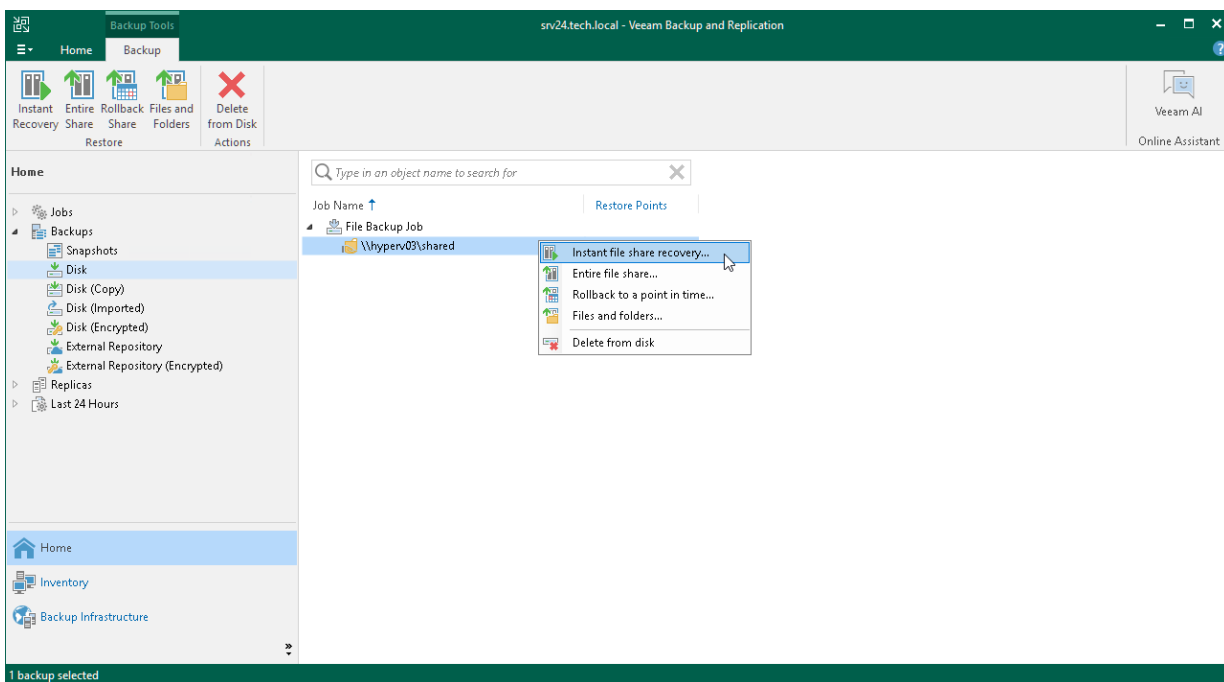 Backup Tools
srv24.tech.local - Veeam Backup and Replication
Home Backup
Instant Recovery
Entire Share
Rollback Share
Files and Folders
Delete from Disk
Restore
Actions
Veeam AI
Online Assistant
Home
Jobs
Backups
Snapshots
Disk
Disk (Copy)
Disk (Imported)
Disk (Encrypted)
External Repository
External Repository (Encrypted)
Replicas
Last 24 Hours
Type in an object name to search for
Job Name Restore Points
File Backup Job
\\hyperv03\shared
Instant file share recovery...
Entire file share...
Rollback to a point in time...
Files and folders...
Delete from disk
Home
Inventory
Backup Infrastructure
1 backup selected